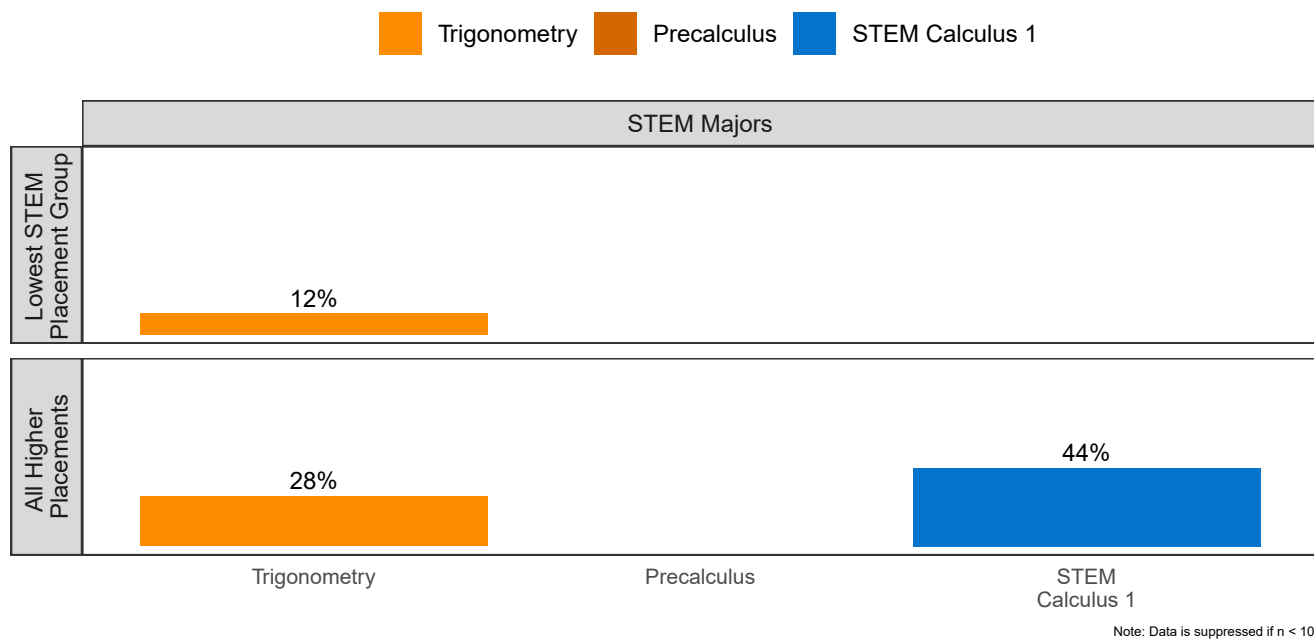 Trigonometry Precalculus STEM Calculus 1
STEM Majors
Lowest STEM
Placement Group
12%
All Higher
Placements
28%
44%
Trigonometry Precalculus STEM
Calculus 1
Note: Data is suppressed if n < 10